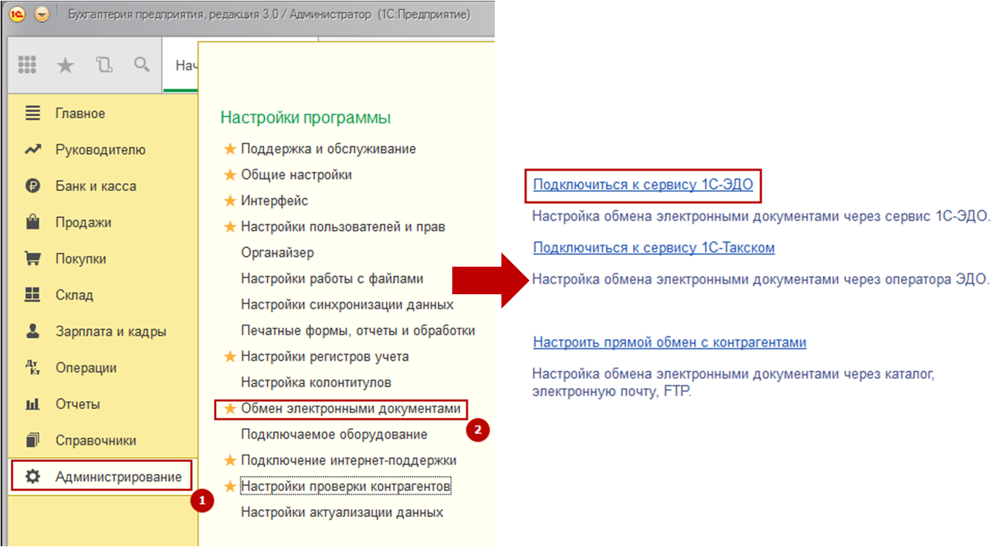 1С
Бухгалтерия предприятия, редакция 3.0 / Администратор (1С:Предприятие)
Нач
Главное
Руководителю
Банк и касса
Продажи
Покупки
Склад
Зарплата и кадры
Дт
Кт
Операции
Отчеты
Справочники
Администрирование
1
Настройки программы
Поддержка и обслуживание
Общие настройки
Интерфейс
Настройки пользователей и прав
Органайзер
Настройки работы с файлами
Настройки синхронизации данных
Печатные формы, отчеты и обработки
Настройки регистров учета
Настройка колонтитулов
Обмен электронными документами
2
Подключаемое оборудование
Подключение интернет-поддержки
Настройки проверки контрагентов
Настройки актуализации данных
Подключиться к сервису 1С-ЭДО
Настройка обмена электронными документами через сервис 1С-ЭДО.
Подключиться к сервису 1С-Такском
Настройка обмена электронными документами через оператора ЭДО.
Настроить прямой обмен с контрагентами
Настройка обмена электронными документами через каталог,
электронную почту, FTP.